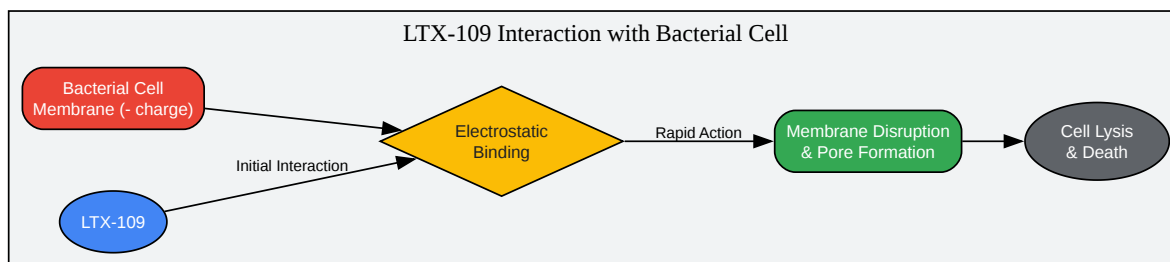 LTX-109 Interaction with Bacterial Cell
Bacterial Cell
Membrane (- charge)
Initial Interaction
LTX-109
Electrostatic
Binding
Rapid Action
Membrane Disruption
& Pore Formation
Cell Lysis
& Death